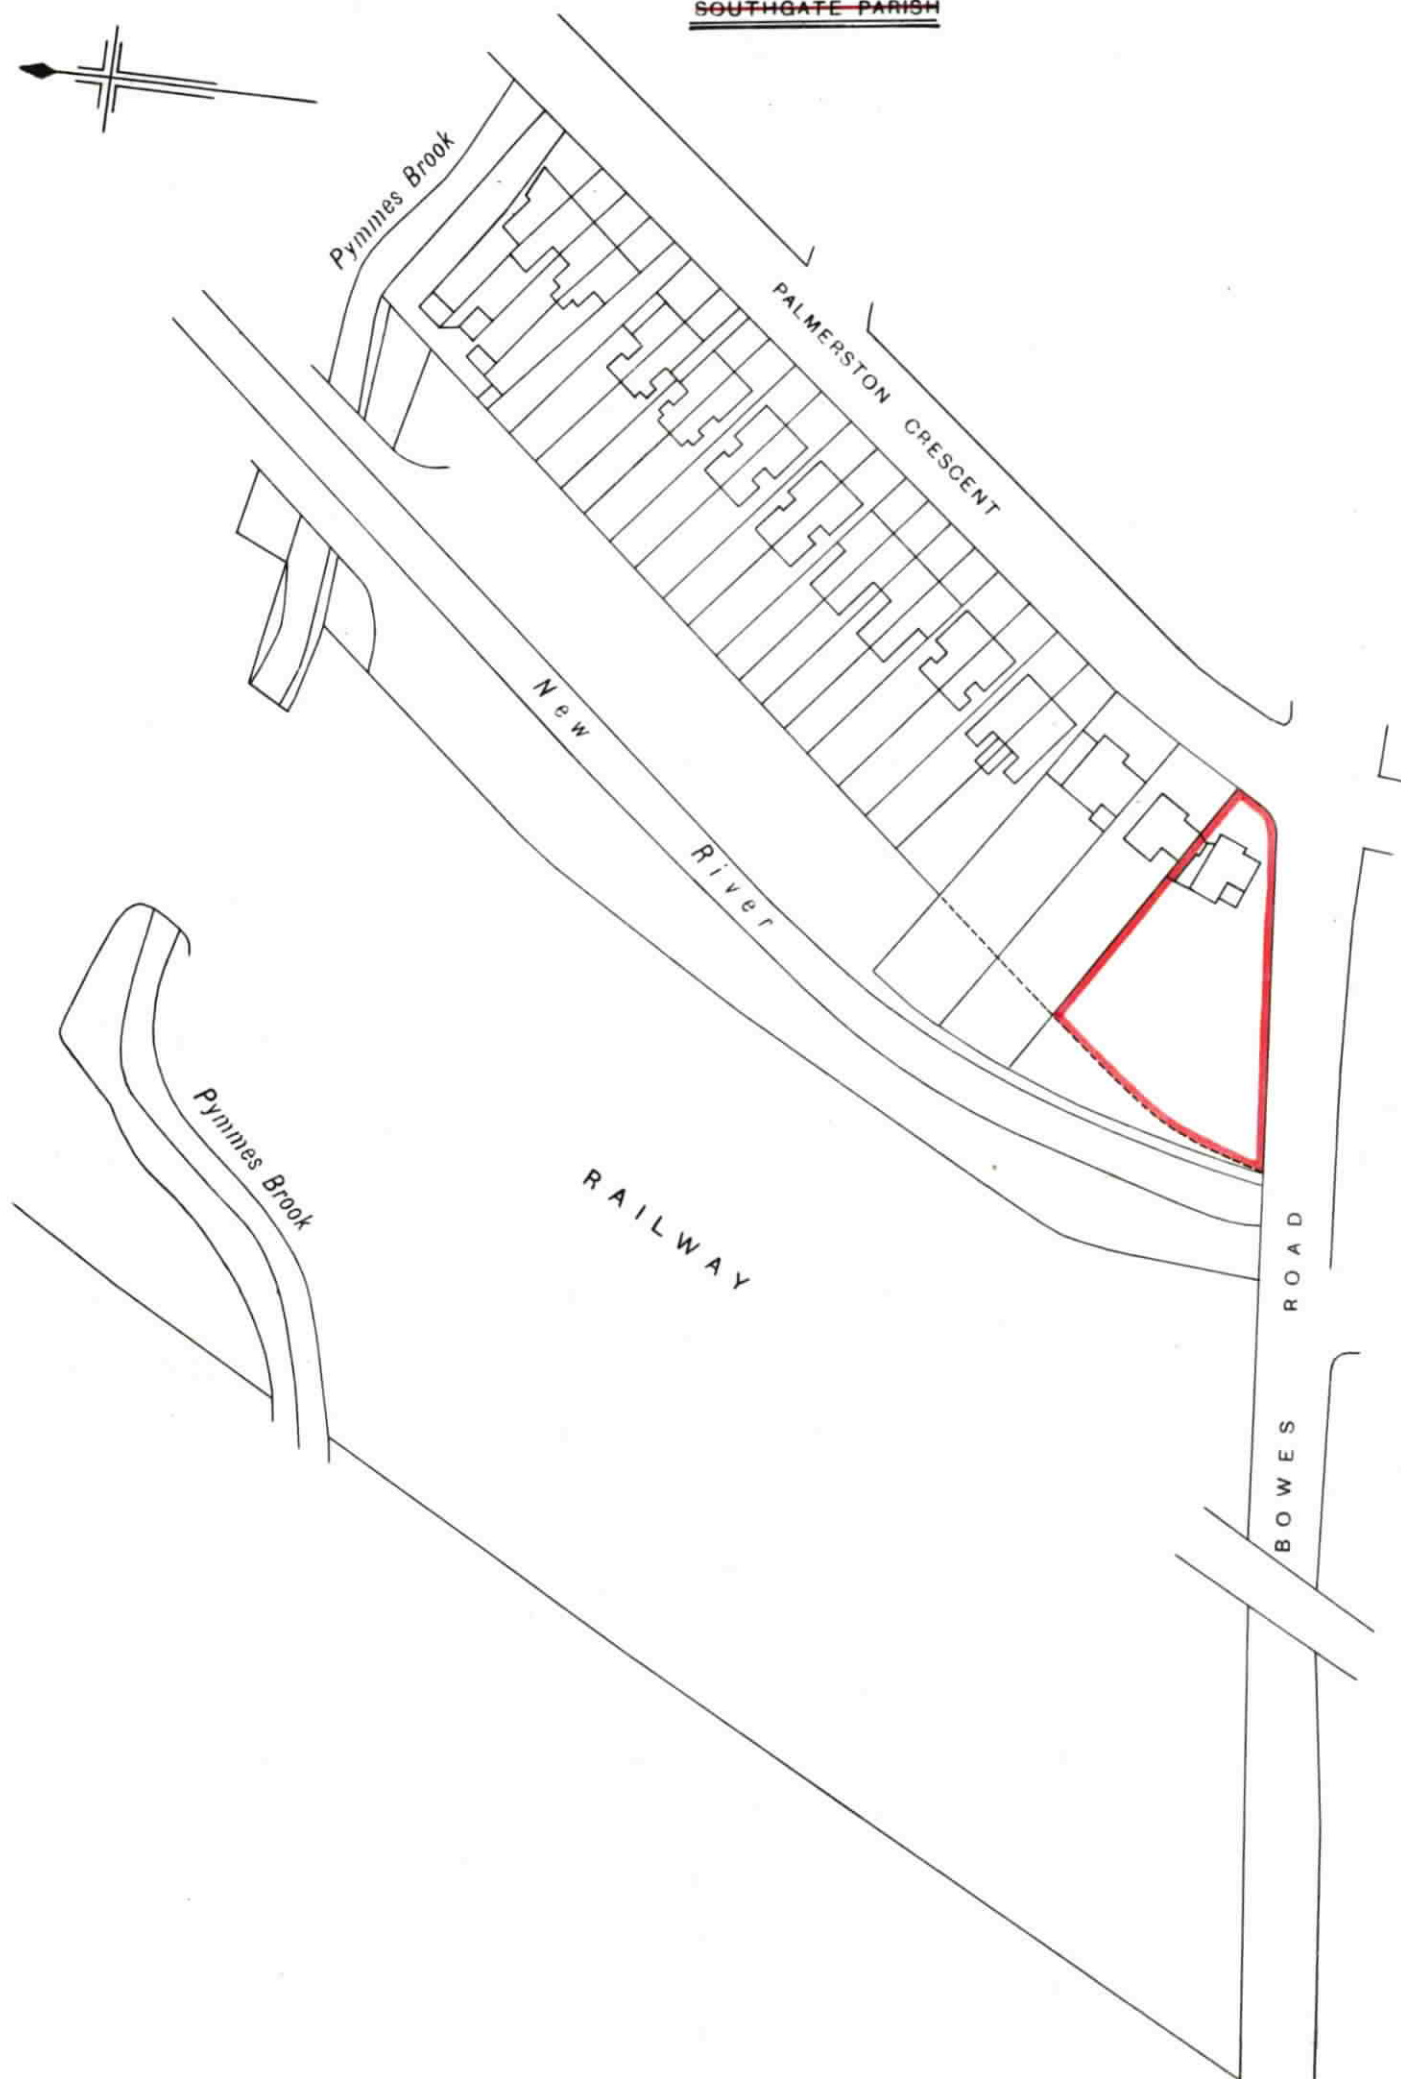 SOUTHGATE PARISH
Pymmes Brook
PALMERSTON CRESCENT
New River
Pymmes Brook
RAILWAY
BOWES ROAD